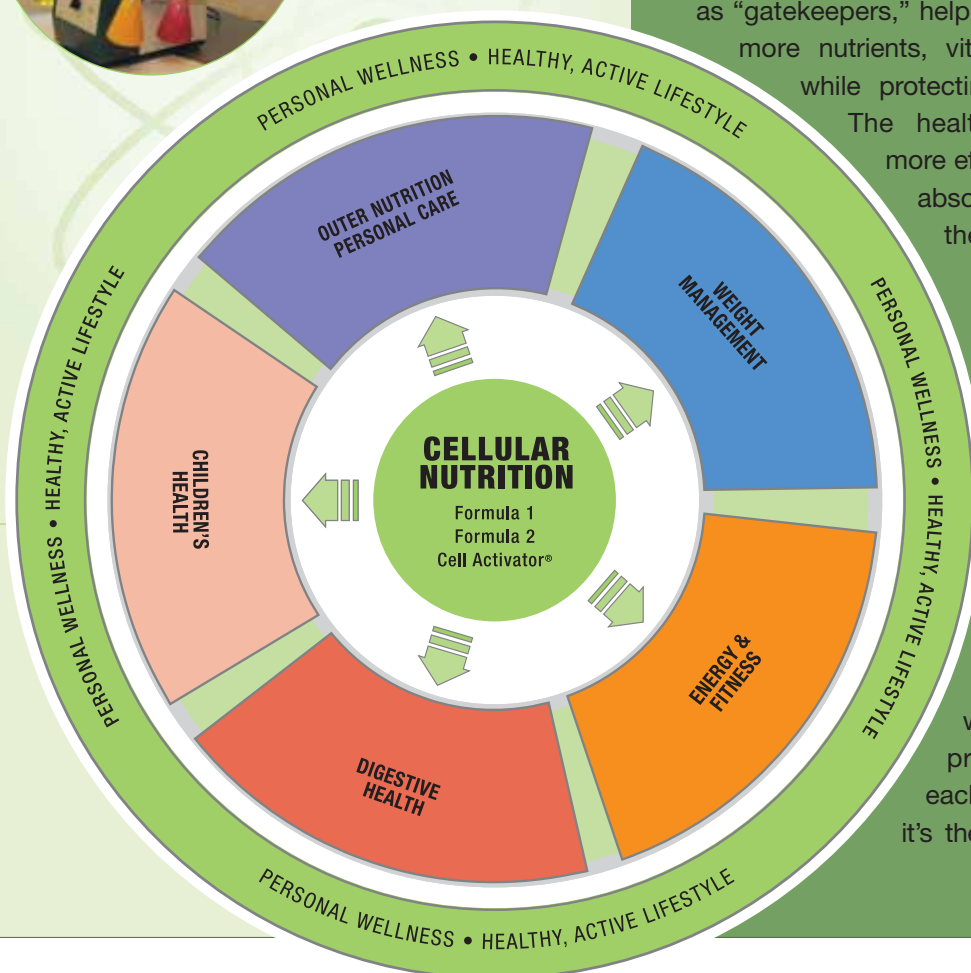 as “gatekeepers,” help
more nutrients, vit
while protectin
The healt
more ef
abso
the
PERSONAL WELLNESS • HEALTHY, ACTIVE LIFESTYLE
PERSONAL WELLNESS • HEALTHY, ACTIVE LIFESTYLE
PERSONAL WELLNESS • HEALTHY, ACTIVE LIFESTYLE
PERSONAL WELLNESS • HEALTHY, ACTIVE LIFESTYLE
OUTER NUTRITION
PERSONAL CARE
WEIGHT
MANAGEMENT
CHILDREN'S
HEALTH
CELLULAR
NUTRITION
Formula 1
Formula 2
Cell Activator®
ENERGY &
FITNESS
DIGESTIVE
HEALTH
pr
each
it’s the